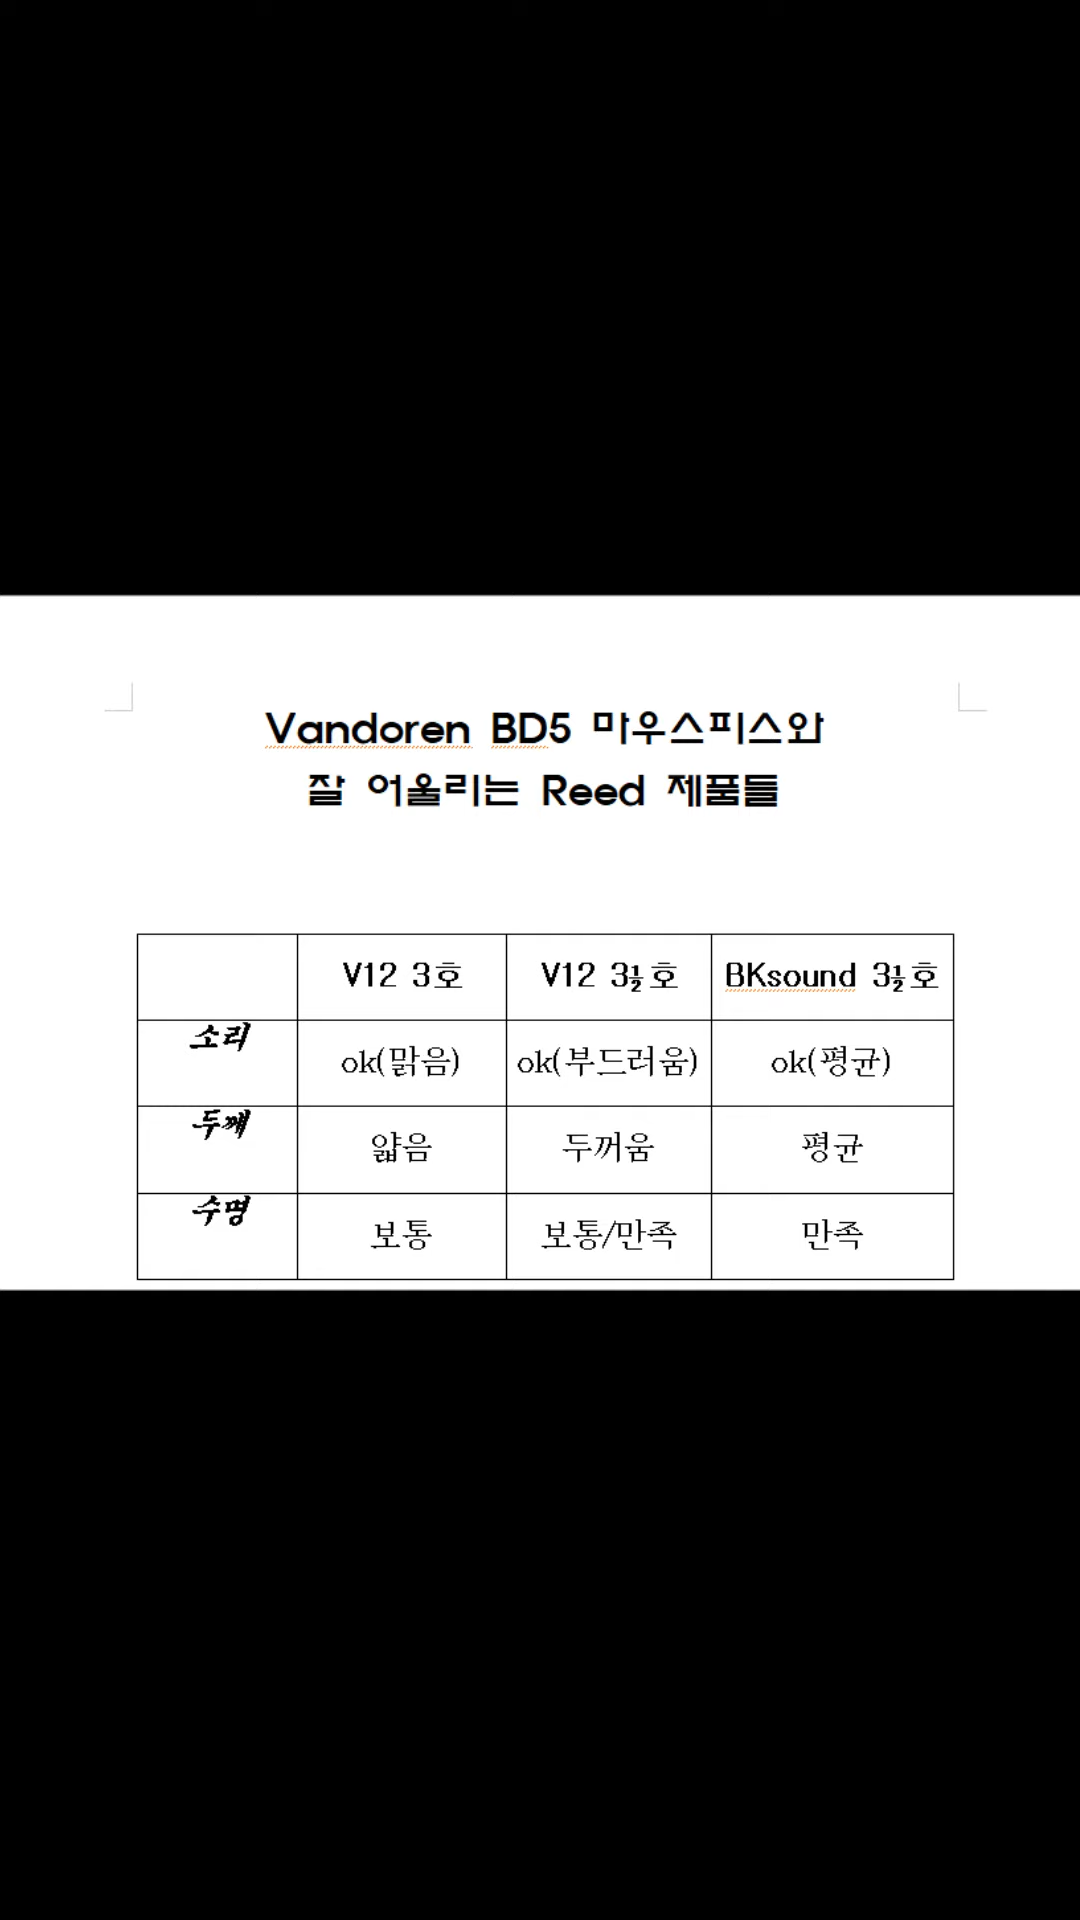 Vandoren BD5 마우스피스와
잘 어울리는 Reed 제품들
V12 3호 V12 3½호 BKsound 3½호
소리 ok(맑음) ok(부드러움) ok(평균)
두께 얇음 두꺼움 평균
수명 보통 보통/만족 만족